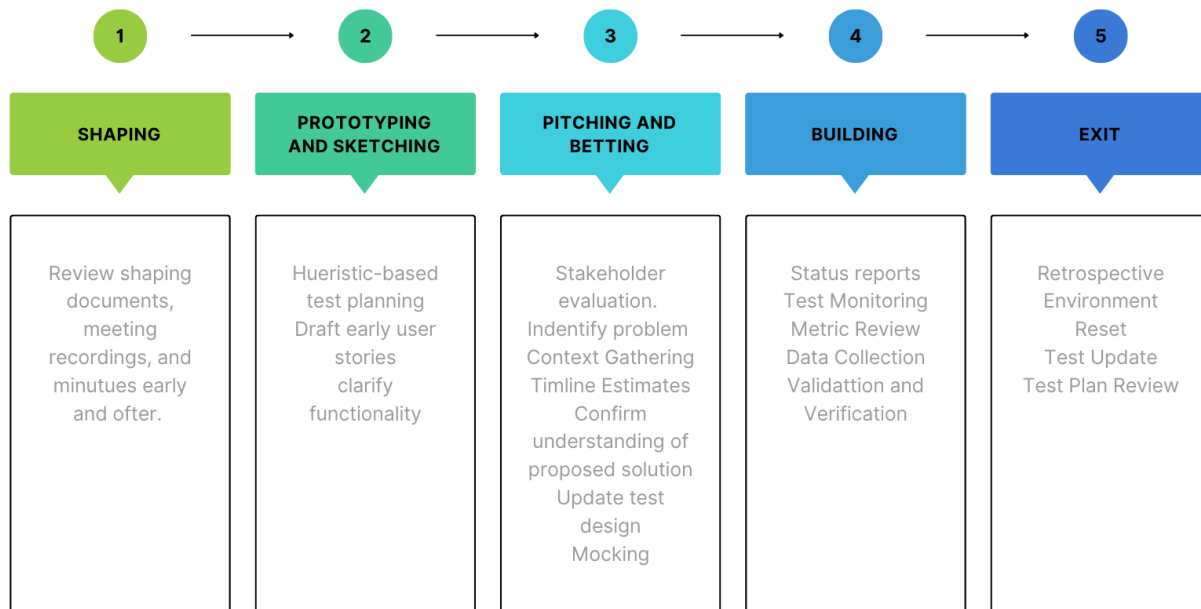 1
2
3
4
5
SHAPING
PROTOTYPING
AND SKETCHING
PITCHING AND
BETTING
BUILDING
EXIT
Review shaping
documents,
meeting
recordings, and
minutues early
and ofter.
Hueristic-based
test planning
Draft early user
stories
clarify
functionality
Stakeholder
evaluation.
Indentify problem
Context Gathering
Timline Estimates
Confirm
understanding of
proposed solution
Update test
design
Mocking
Status reports
Test Monitoring
Metric Review
Data Collection
Validattion and
Verification
Retrospective
Environment
Reset
Test Update
Test Plan Review